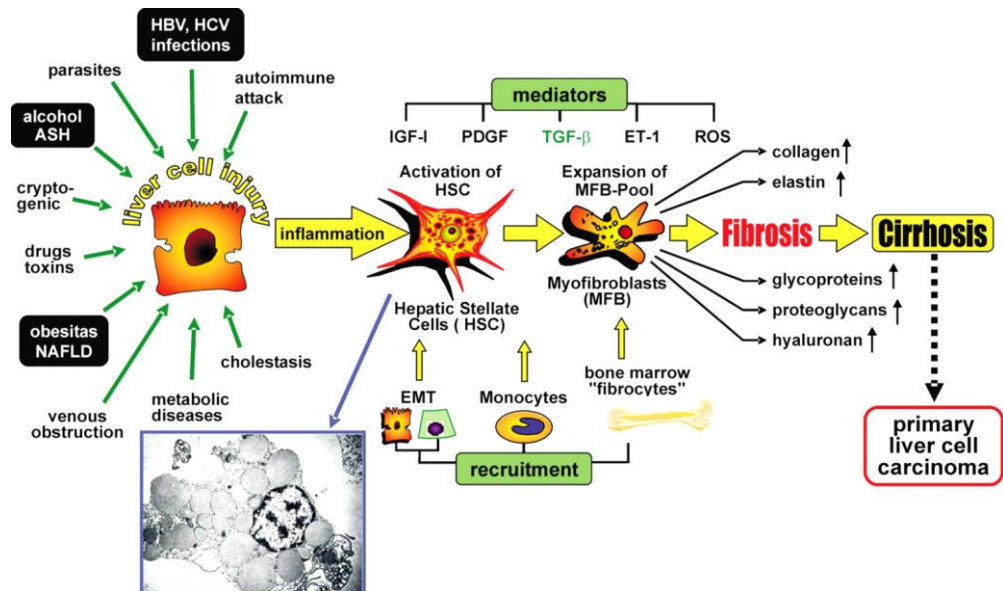 HBV, HCV
infections
parasites
autoimmune
attack
alcohol
ASH
liver cell injury
crypto-
genic
drugs
toxins
obesitas
NAFLD
venous
obstruction
metabolic
diseases
cholestasis
inflammation
mediators
IGF-I PDGF TGF-β ET-1 ROS
Activation of
HSC
Hepatic Stellate
Cells ( HSC)
Expansion of
MFB-Pool
Myofibroblasts
(MFB)
collagen
elastin
Fibrosis
Cirrhosis
glycoproteins
proteoglycans
hyaluronan
EMT
Monocytes
bone marrow
"fibrocytes"
recruitment
primary
liver cell
carcinoma